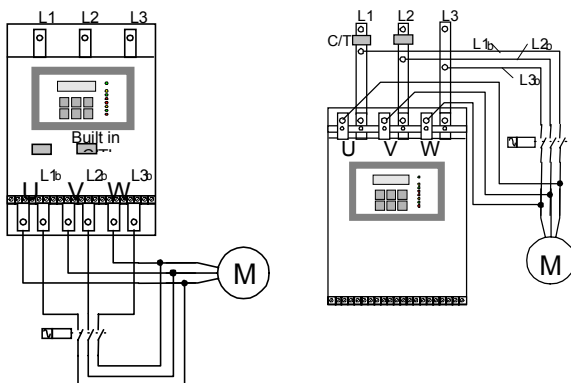 L1 L2 L3
Built in
U L1b V L2b W L3b
M
L1 L2 L3
C/T
L1b L2b
L3b
U V W
M